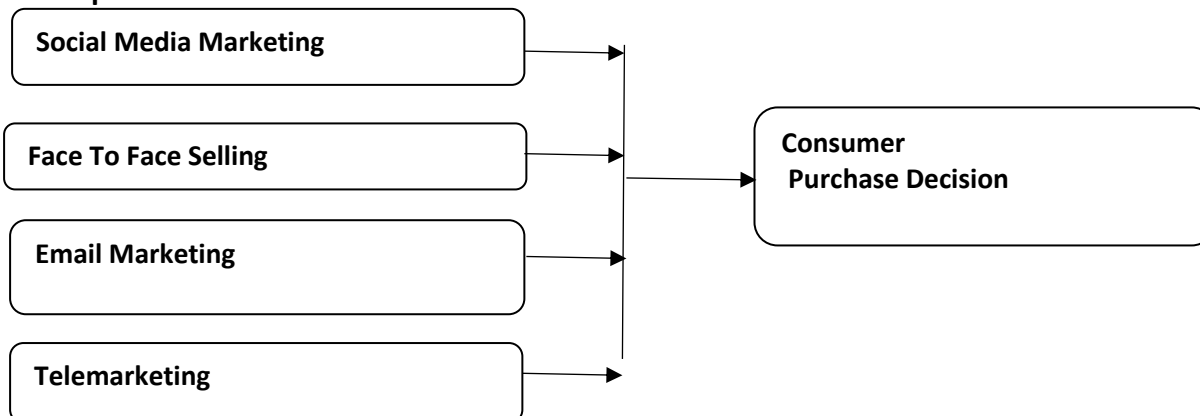 Social Media Marketing
Face To Face Selling
Consumer
Purchase Decision
Email Marketing
Telemarketing